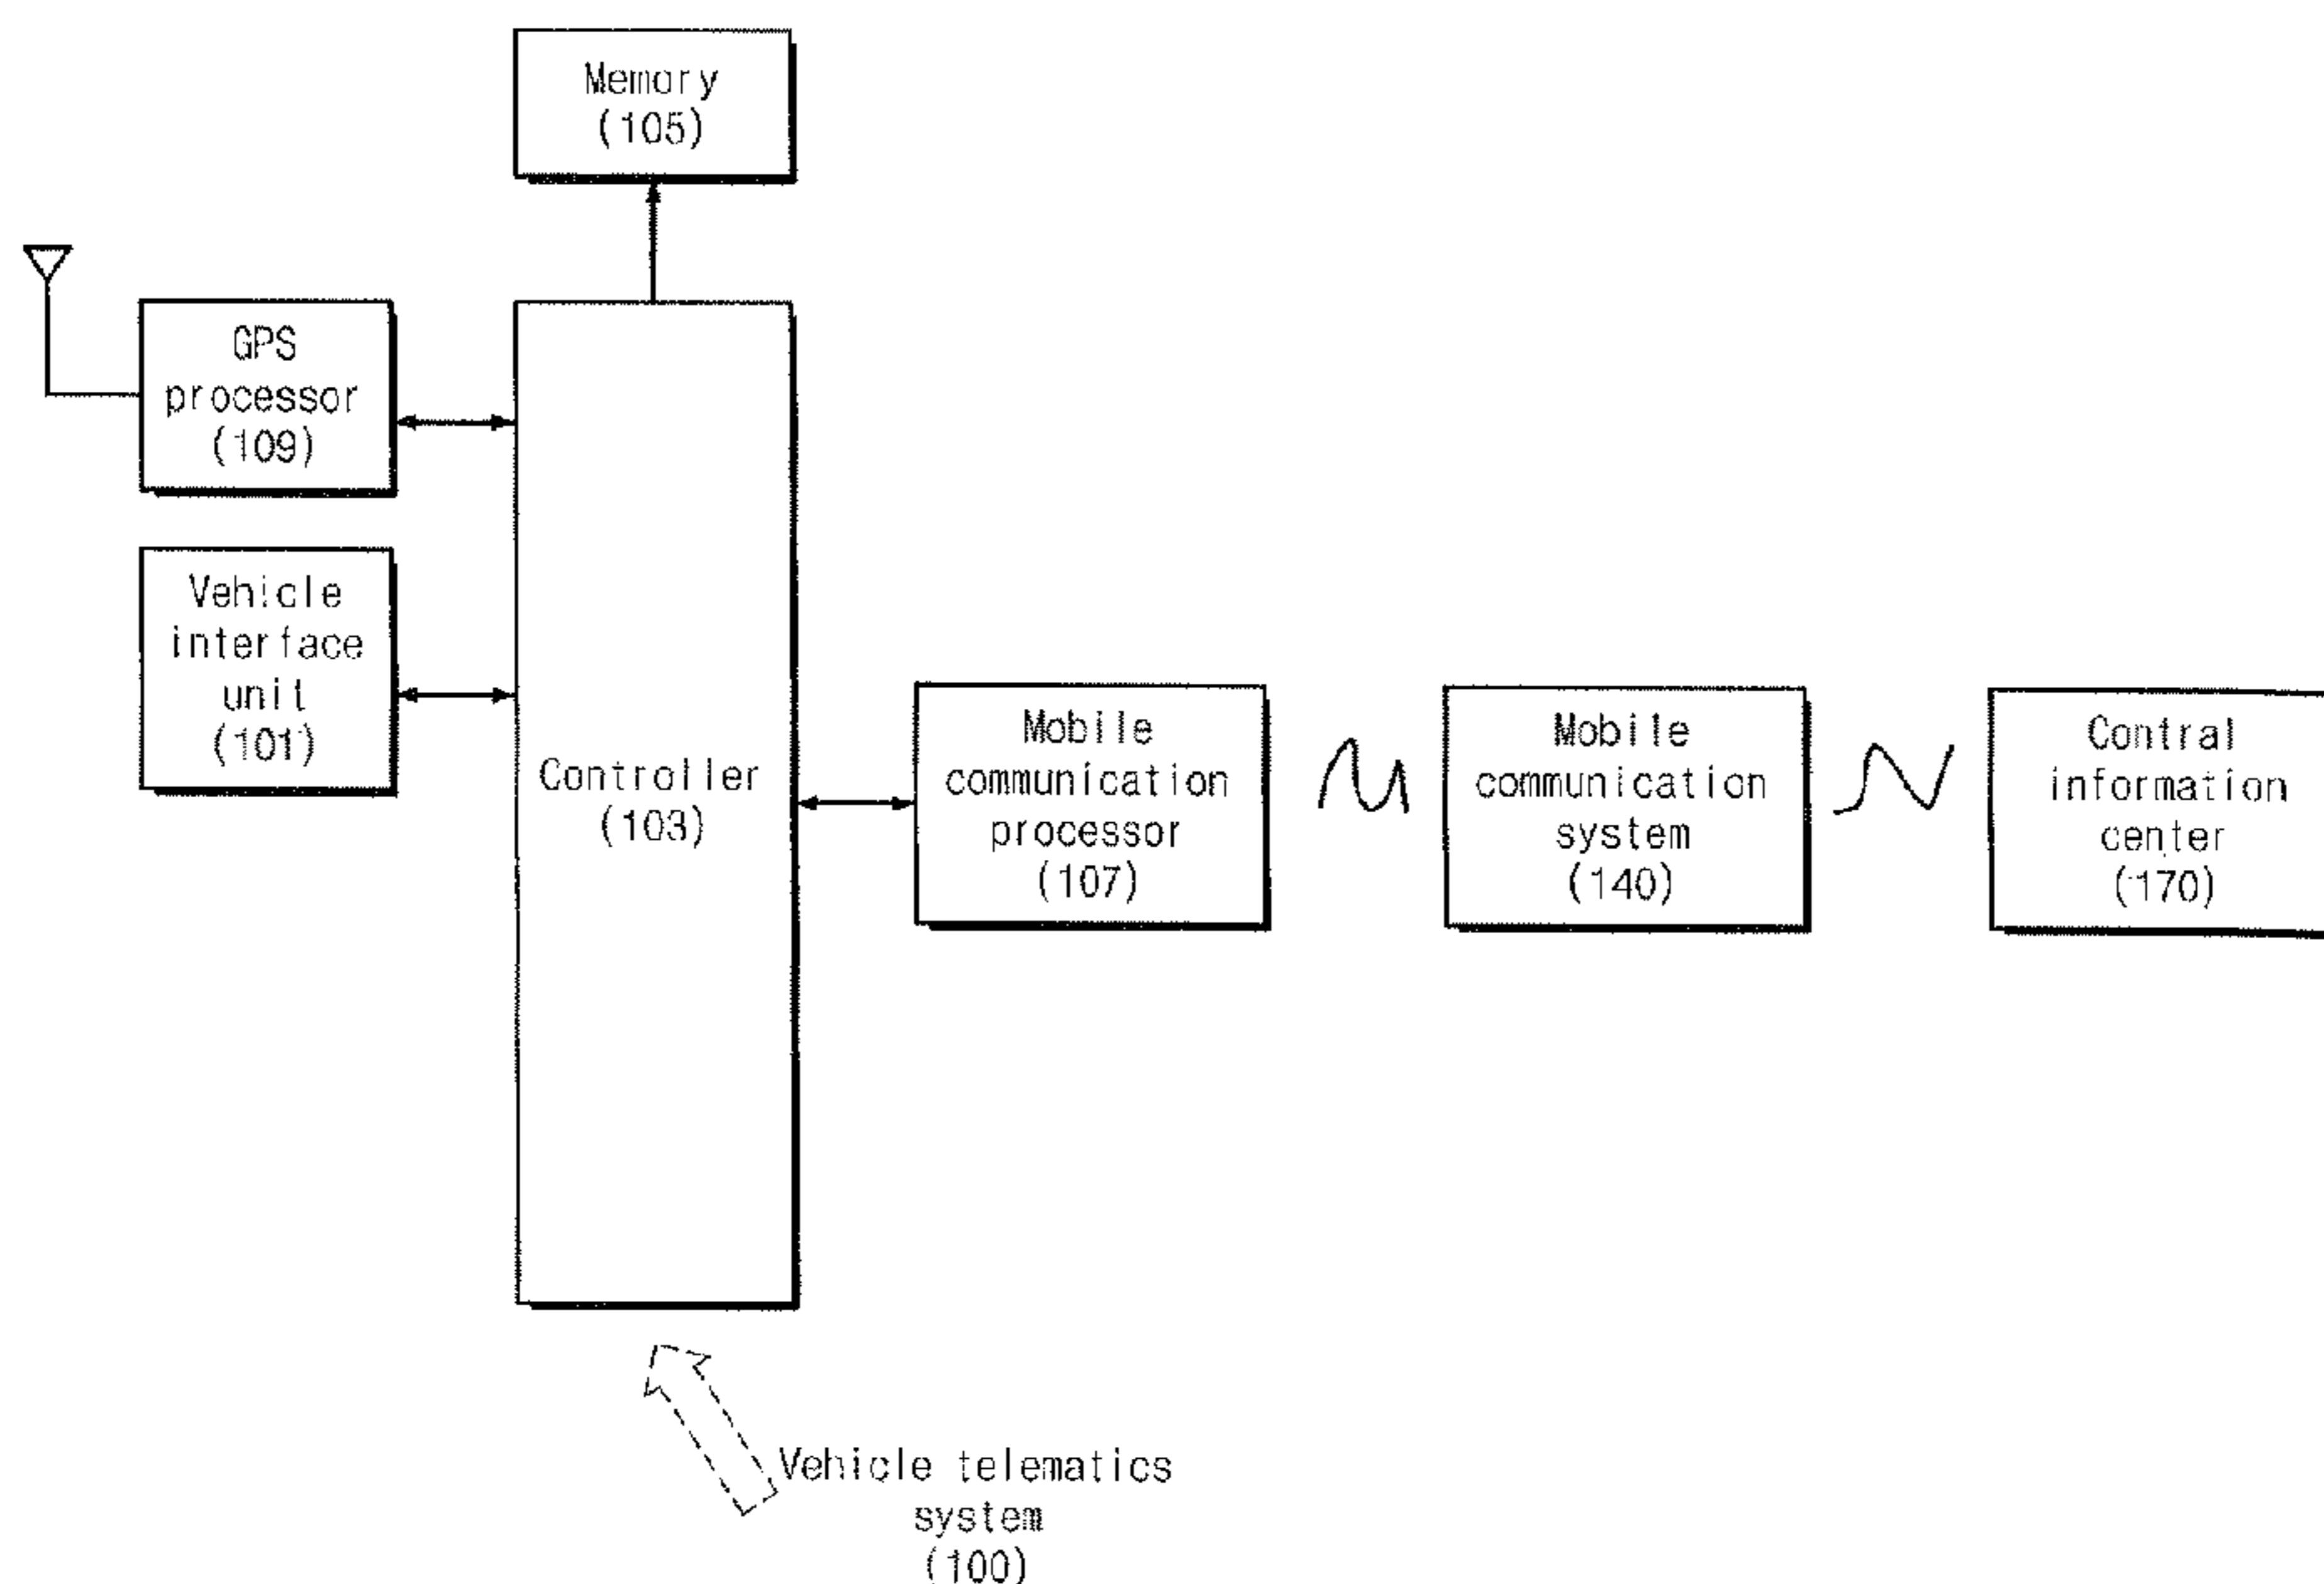 Memory
(105)
GPS
processor
(109)
Vehicle
interface
unit
(101)
Controller
(103)
Mobile
communication
processor
(107)
Mobile
communication
system
(140)
Contral
information
center
(170)
Vehicle telematics
system
(100)